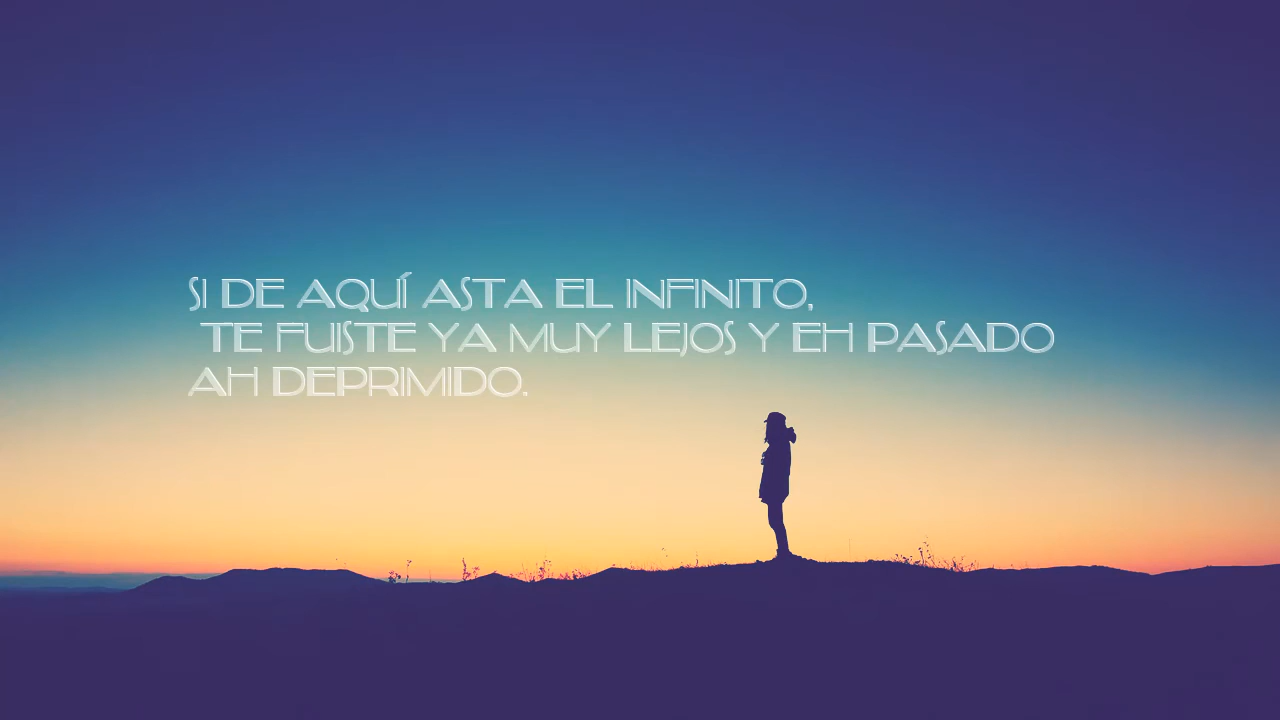 SI DE AQUÍ ASTA EL INFINITO,
TE FUISTE YA MUY LEJOS Y EH PASADO
AH DEPRIMIDO.